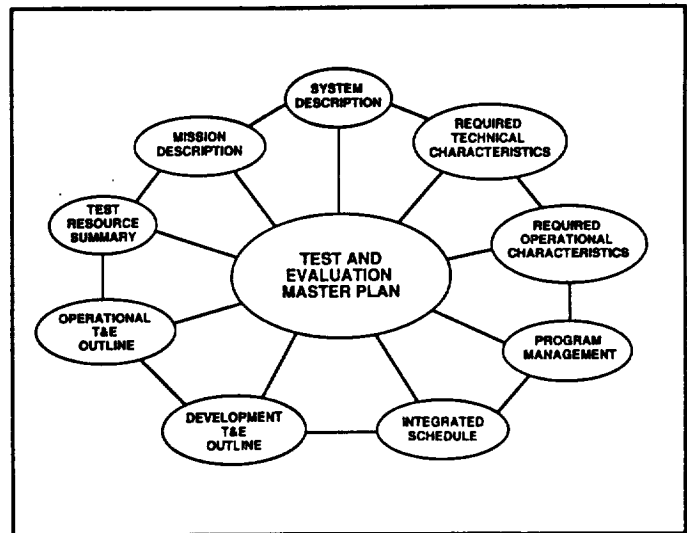 SYSTEM
DESCRIPTION
REQUIRED
TECHNICAL
CHARACTERISTICS
MISSION
DESCRIPTION
TEST
RESOURCE
SUMMARY
REQUIRED
OPERATIONAL
CHARACTERISTICS
TEST AND
EVALUATION
MASTER PLAN
OPERATIONAL
T&E
OUTLINE
PROGRAM
MANAGEMENT
DEVELOPMENT
T&E
OUTLINE
INTEGRATED
SCHEDULE